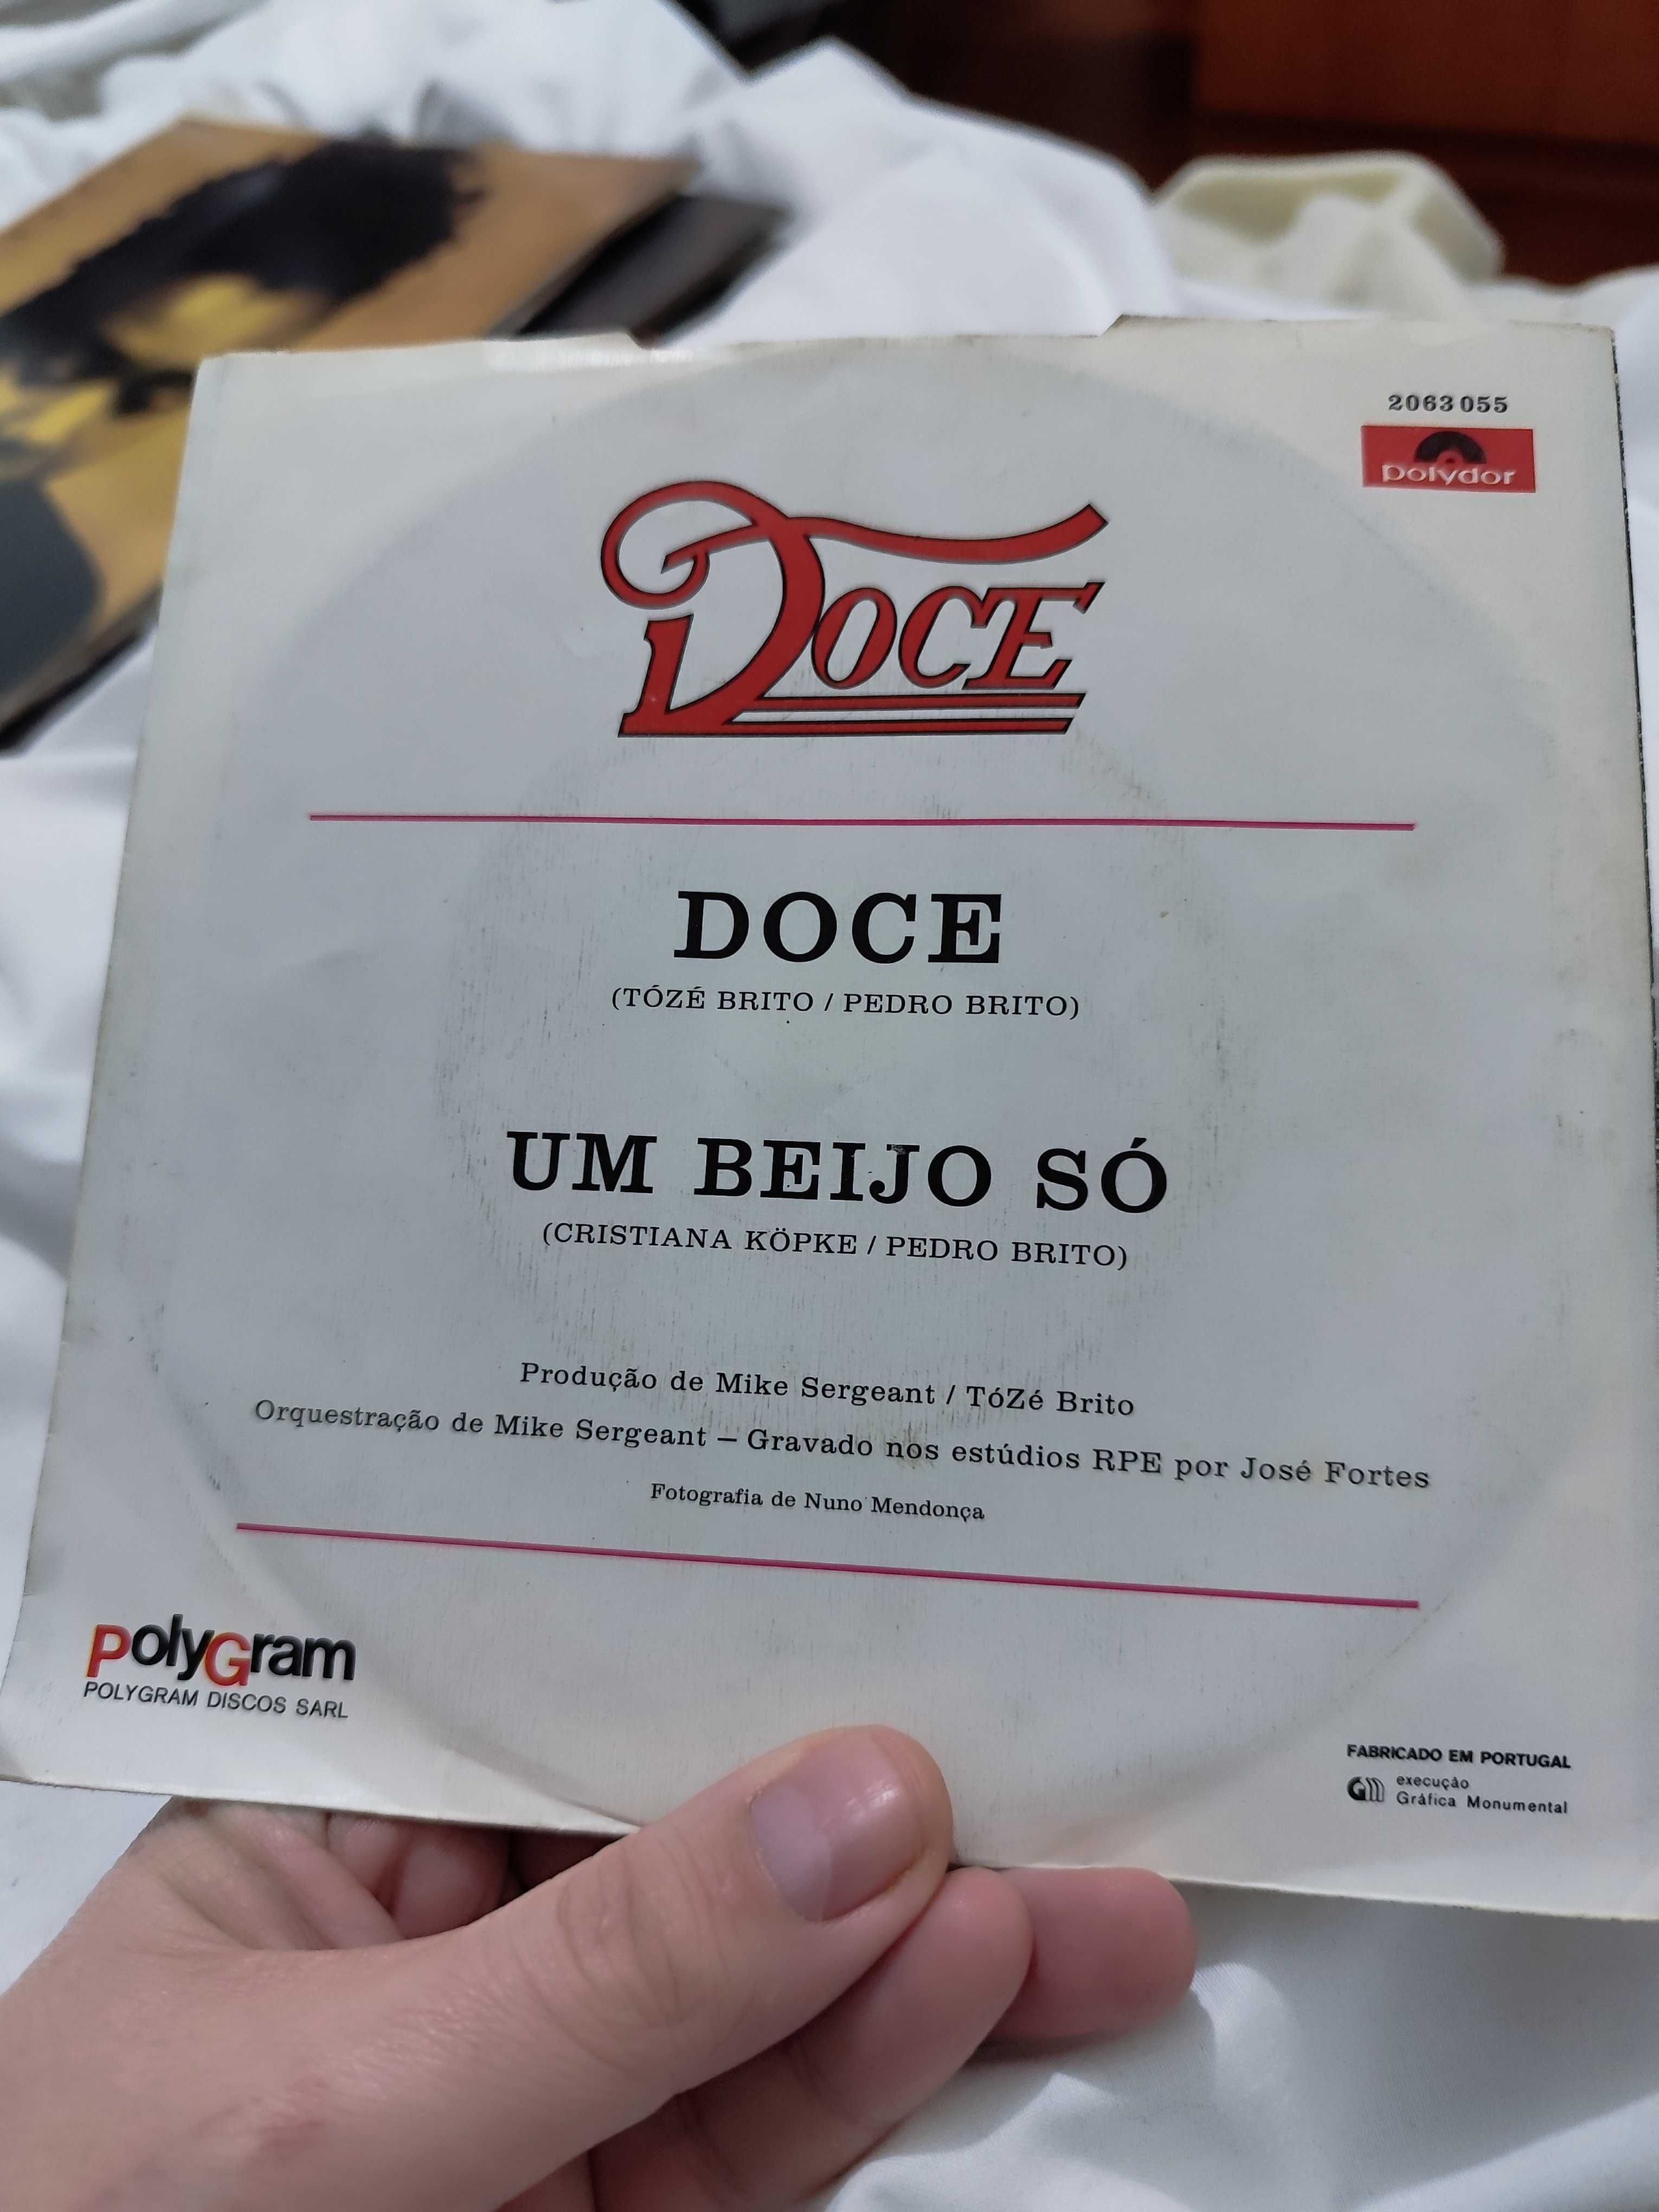 2063 055
polydor
DOCE
DOCE
(TÓZÉ BRITO / PEDRO BRITO)
UM BEIJO SÓ
(CRISTIANA KÖPKE / PEDRO BRITO)
Produção de Mike Sergeant / TóZé Brito
Orquestração de Mike Sergeant — Gravado nos estúdios RPE por José Fortes
Fotografia de Nuno Mendonça
PolyGram
POLYGRAM DISCOS SARL
FABRICADO EM PORTUGAL
GM execução
Gráfica Monumental